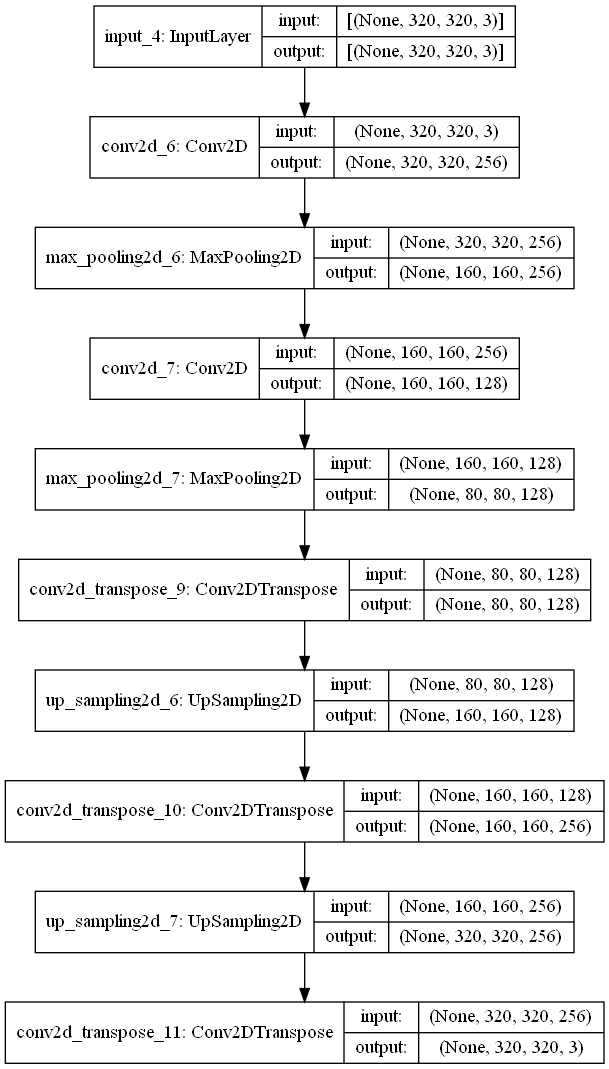 input_4: InputLayer
input:
[(None, 320, 320, 3)]
output:
[(None, 320, 320, 3)]
conv2d_6: Conv2D
input:
(None, 320, 320, 3)
output:
(None, 320, 320, 256)
max_pooling2d_6: MaxPooling2D
input:
(None, 320, 320, 256)
output:
(None, 160, 160, 256)
conv2d_7: Conv2D
input:
(None, 160, 160, 256)
output:
(None, 160, 160, 128)
max_pooling2d_7: MaxPooling2D
input:
(None, 160, 160, 128)
output:
(None, 80, 80, 128)
conv2d_transpose_9: Conv2DTranspose
input:
(None, 80, 80, 128)
output:
(None, 80, 80, 128)
up_sampling2d_6: UpSampling2D
input:
(None, 80, 80, 128)
output:
(None, 160, 160, 128)
conv2d_transpose_10: Conv2DTranspose
input:
(None, 160, 160, 128)
output:
(None, 160, 160, 256)
up_sampling2d_7: UpSampling2D
input:
(None, 160, 160, 256)
output:
(None, 320, 320, 256)
conv2d_transpose_11: Conv2DTranspose
input:
(None, 320, 320, 256)
output:
(None, 320, 320, 3)